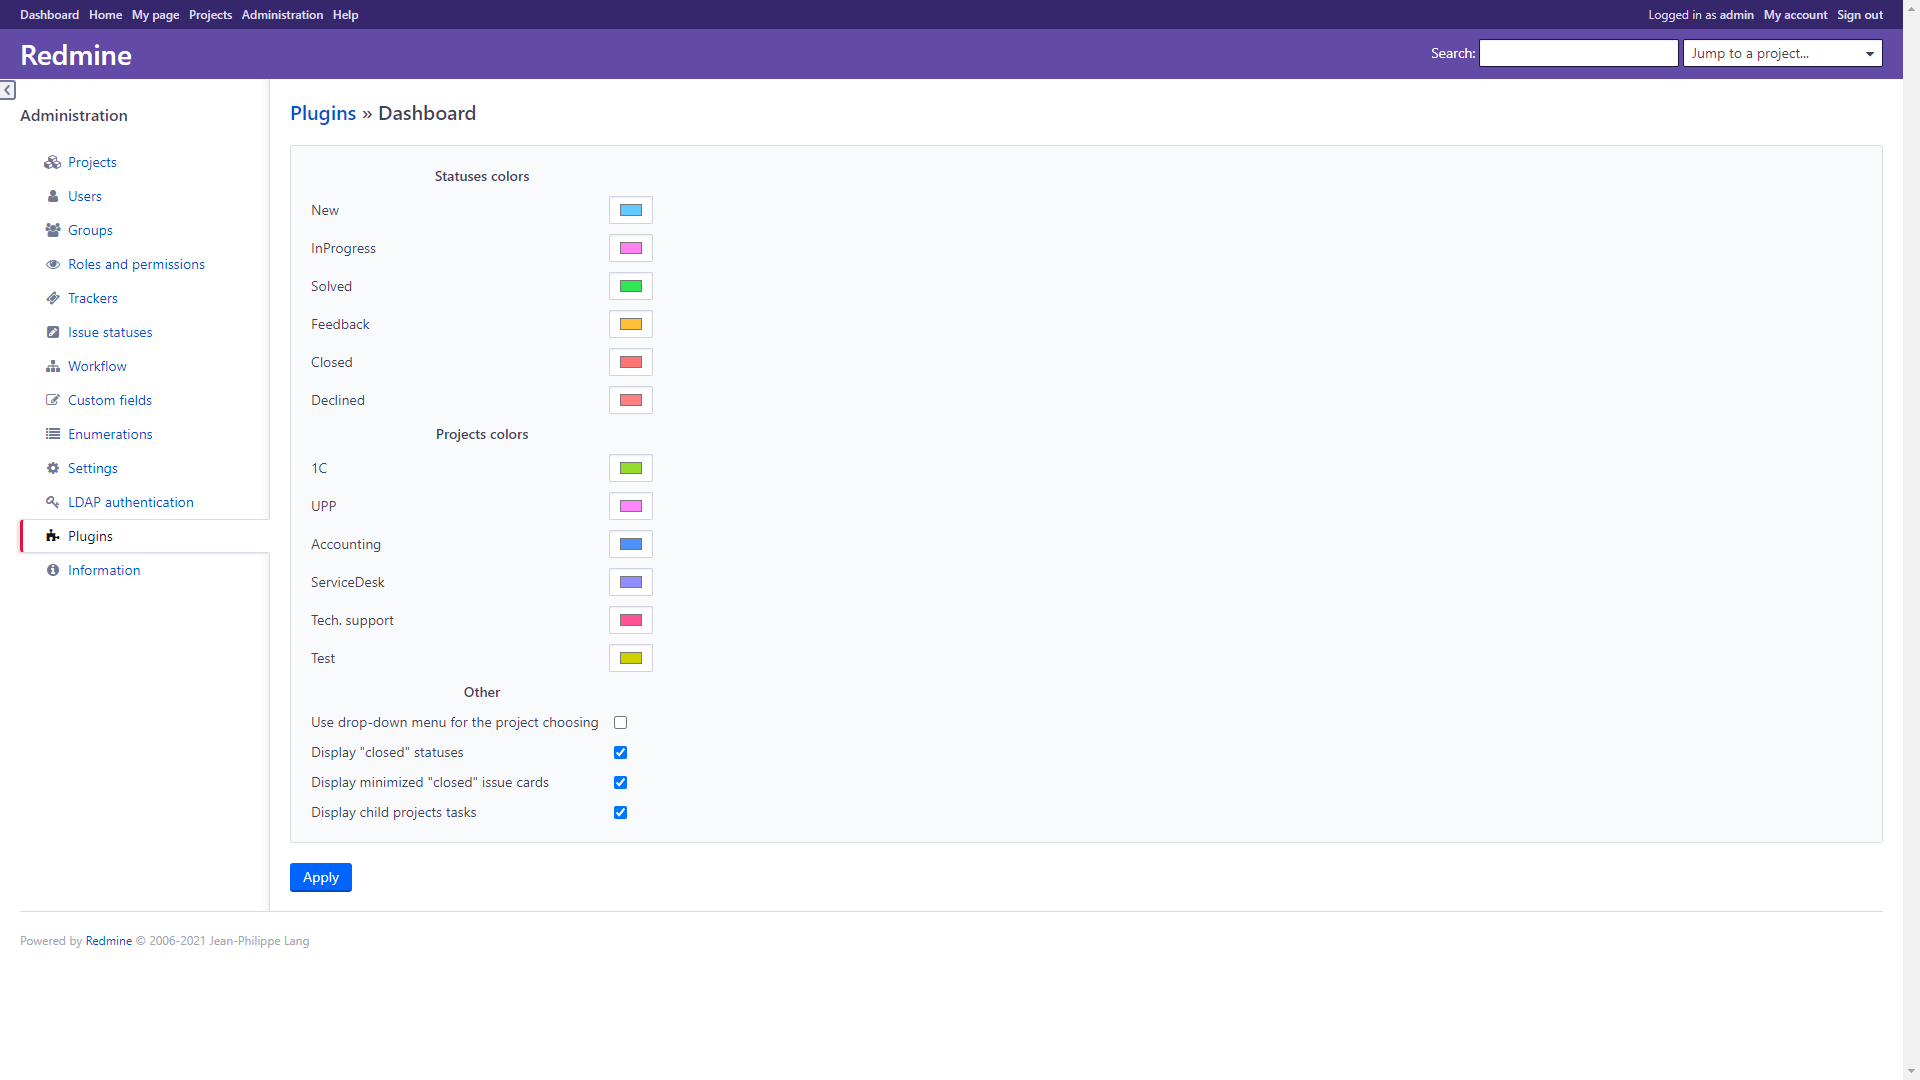 Dashboard Home My page Projects Administration Help
Logged in as admin My account Sign out
Redmine
Search:
Jump to a project...
Administration
Projects
Users
Groups
Roles and permissions
Trackers
Issue statuses
Workflow
Custom fields
Enumerations
Settings
LDAP authentication
Plugins
Information
Plugins » Dashboard
Statuses colors
New
InProgress
Solved
Feedback
Closed
Declined
Projects colors
1C
UPP
Accounting
ServiceDesk
Tech. support
Test
Other
Use drop-down menu for the project choosing
Display "closed" statuses
Display minimized "closed" issue cards
Display child projects tasks
Apply
Powered by Redmine © 2006-2021 Jean-Philippe Lang